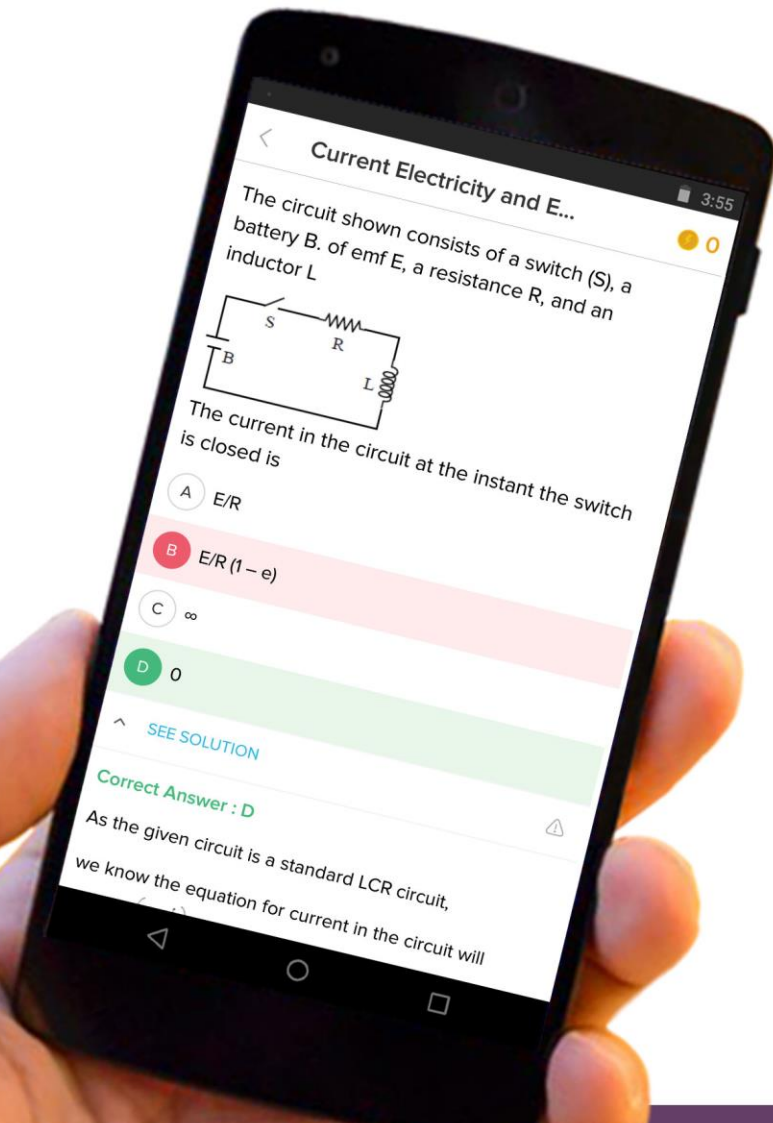 3:55
Current Electricity and E...
0
The circuit shown consists of a switch (S), a
battery B. of emf E, a resistance R, and an
inductor L
S
R
B
L
The current in the circuit at the instant the switch
is closed is
A E/R
B E/R (1 – e)
C ∞
D 0
SEE SOLUTION
Correct Answer : D
As the given circuit is a standard LCR circuit,
we know the equation for current in the circuit will